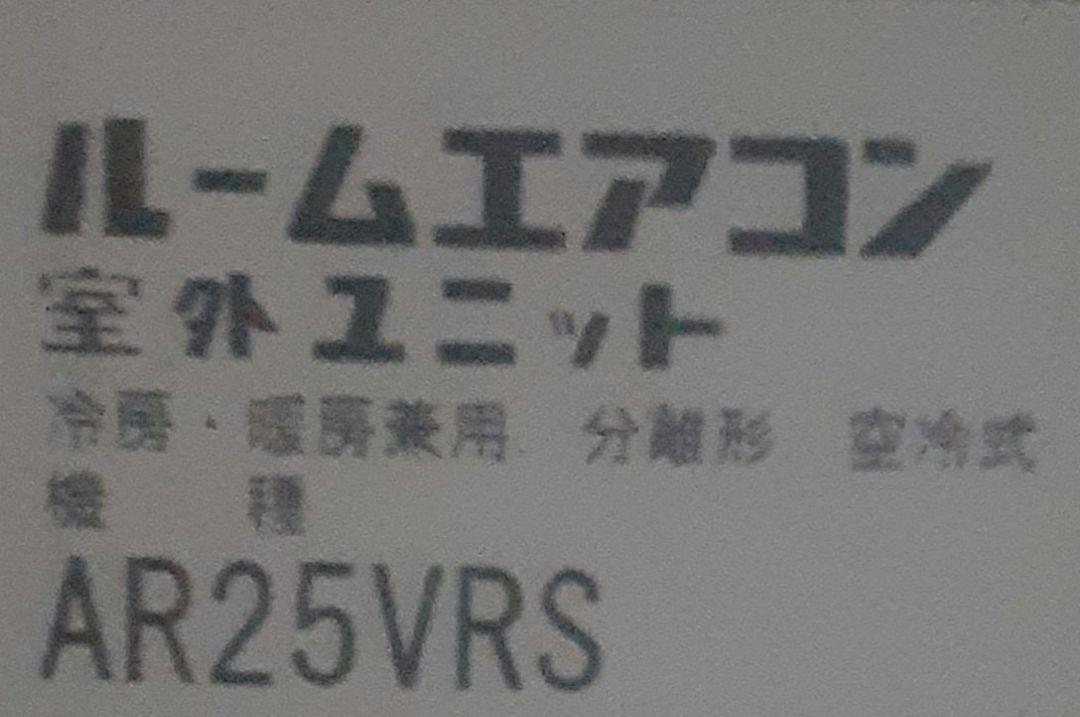 ルームエアコン
室外ユニット
冷房・暖房兼用 分離形 空冷式
機 種
AR25VRS